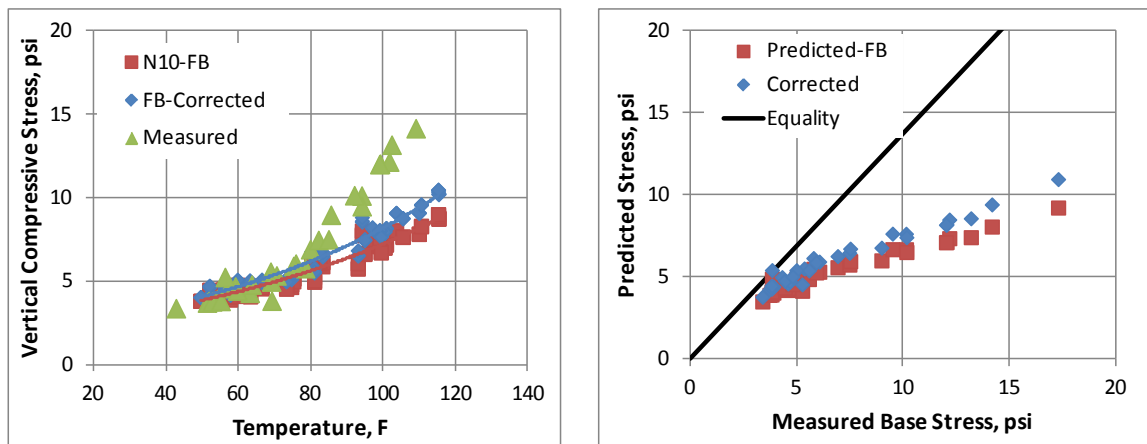 Vertical Compressive Stress, psi
20
15
10
5
0
N10-FB
FB-Corrected
Measured
20 40 60 80 100 120 140
Temperature, F
Predicted Stress, psi
20
15
10
5
0
Predicted-FB
Corrected
Equality
0 5 10 15 20
Measured Base Stress, psi